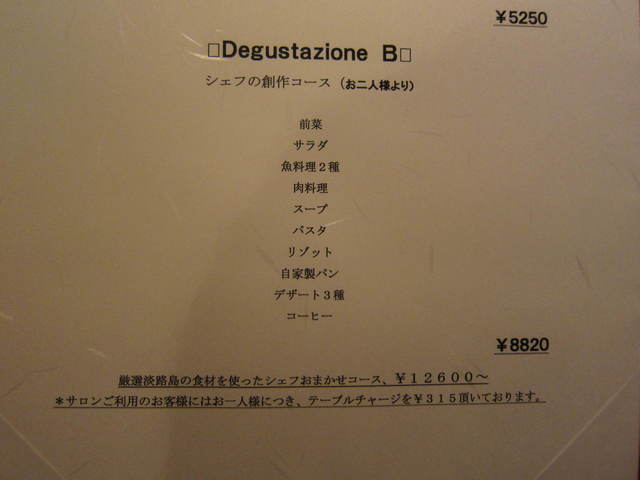 ￥5250
□Degustazione B□
シェフの創作コース（お二人様より）
前菜
サラダ
魚料理２種
肉料理
スープ
パスタ
リゾット
自家製パン
デザート３種
コーヒー
￥8820
厳選淡路島の食材を使ったシェフおまかせコース、￥１２６００～
＊サロンご利用のお客様にはお一人様につき、テーブルチャージを￥３１５頂いております。